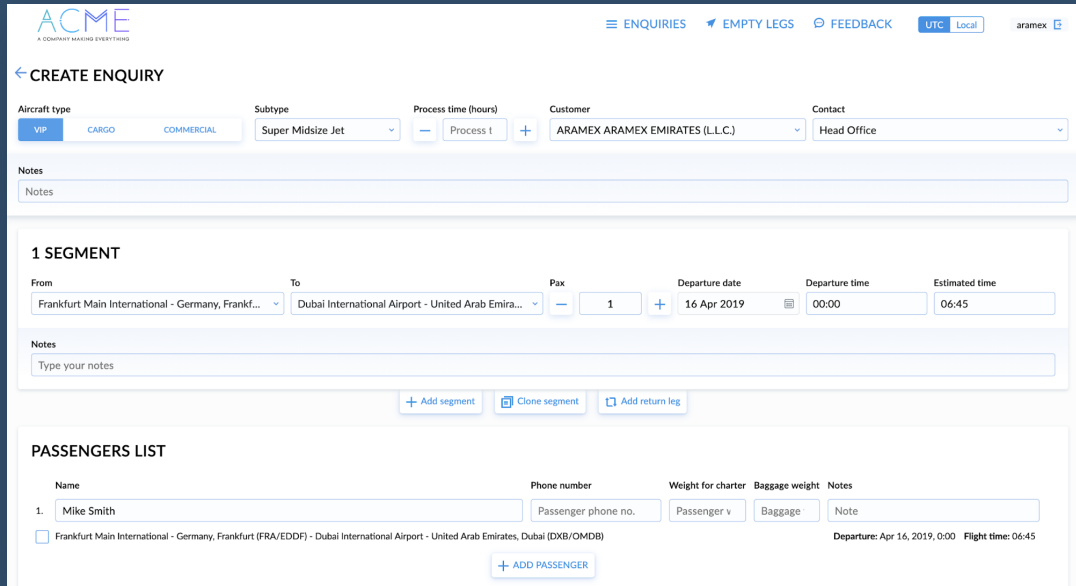 ACME
A COMPANY MAKING EVERYTHING
ENQUIRIES EMPTY LEGS FEEDBACK UTC Local aramex
CREATE ENQUIRY
Aircraft type Subtype Process time (hours) Customer Contact
VIP CARGO COMMERCIAL Super Midsize Jet Process t ARAMEX ARAMEX EMIRATES (L.L.C.) Head Office
Notes
Notes
1 SEGMENT
From To Pax Departure date Departure time Estimated time
Frankfurt Main International - Germany, Frankf... Dubai International Airport - United Arab Emira... 1 16 Apr 2019 00:00 06:45
Notes
Type your notes
Add segment Clone segment Add return leg
PASSENGERS LIST
Name Phone number Weight for charter Baggage weight Notes
1. Mike Smith Passenger phone no. Passenger Baggage Note
Frankfurt Main International - Germany, Frankfurt (FRA/EDDF) - Dubai International Airport - United Arab Emirates, Dubai (DXB/OMDB) Departure: Apr 16, 2019, 0:00 Flight time: 06:45
ADD PASSENGER